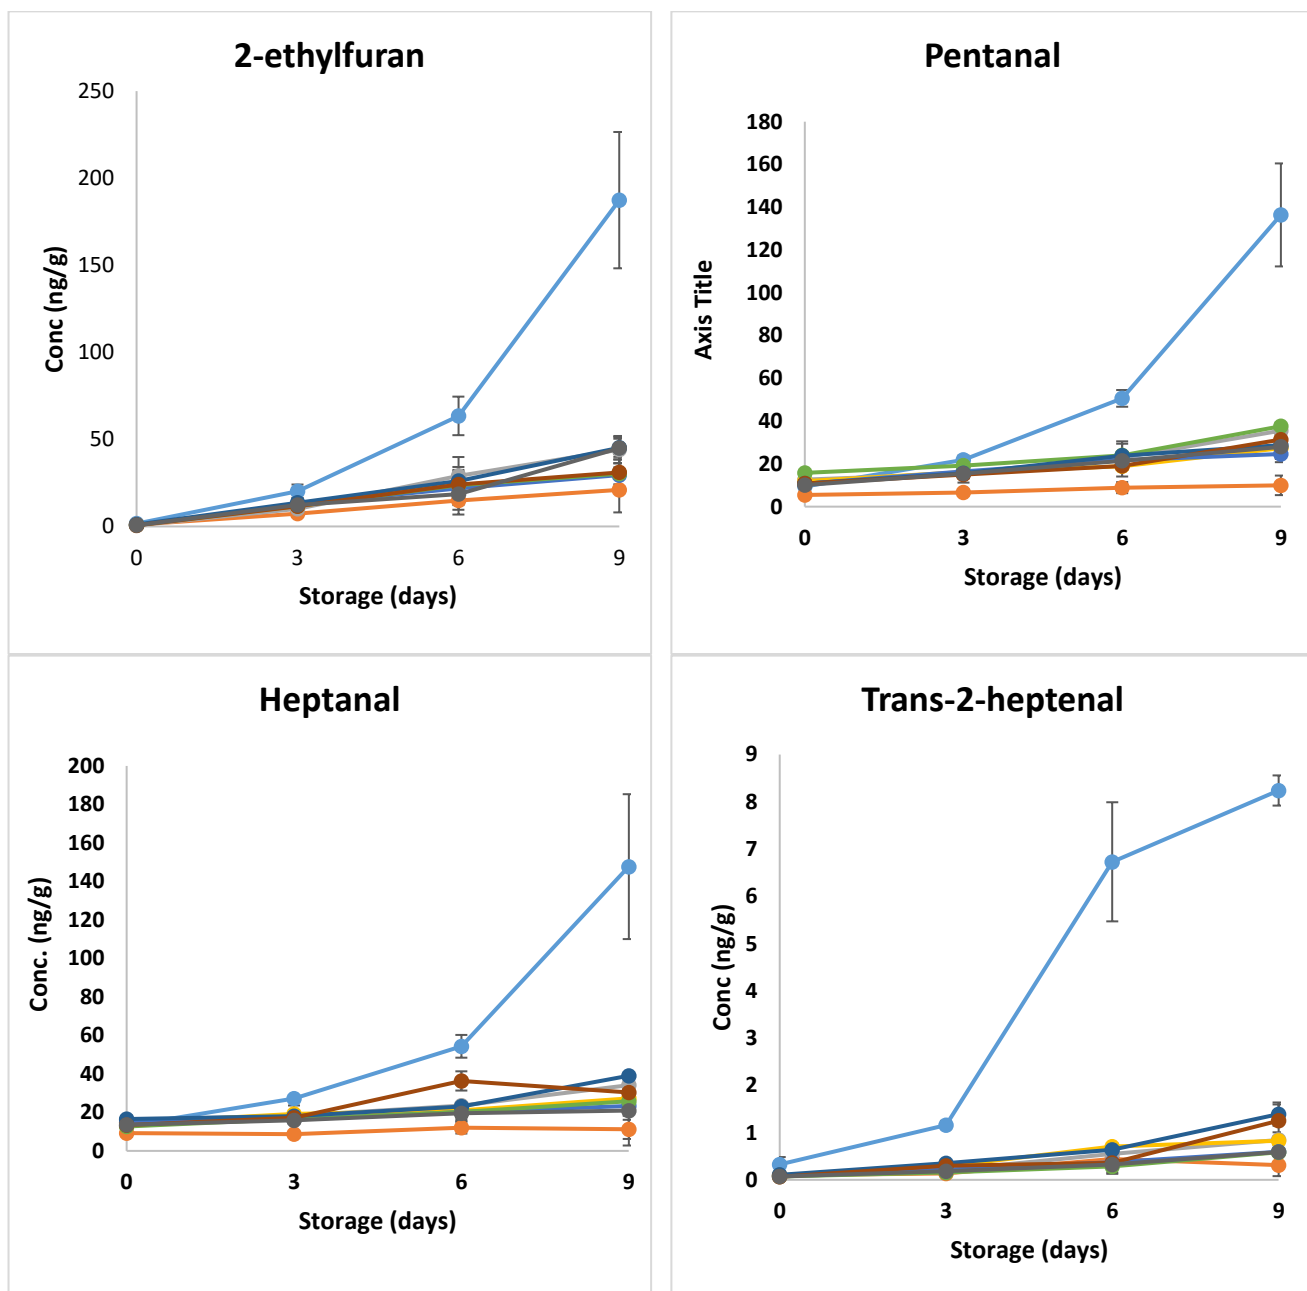 2-ethylfuran
250
200
150
100
50
0
Conc (ng/g)
0 3 6 9
Storage (days)
Pentanal
180
160
140
120
100
80
60
40
20
0
Axis Title
0 3 6 9
Storage (days)
Heptanal
200
180
160
140
120
100
80
60
40
20
0
Conc. (ng/g)
0 3 6 9
Storage (days)
Trans-2-heptenal
9
8
7
6
5
4
3
2
1
0
Conc (ng/g)
0 3 6 9
Storage (days)